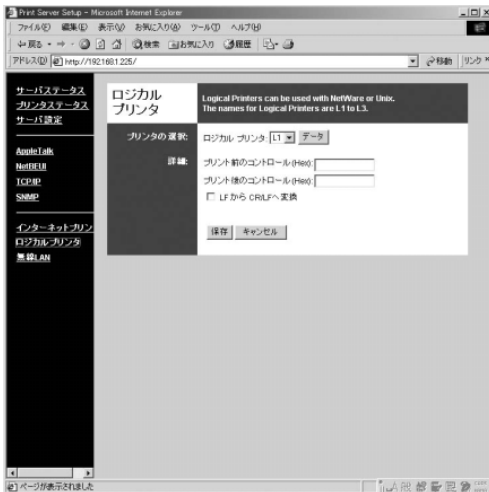 Print Server Setup - Microsoft Internet Explorer
ファイル(F) 編集(E) 表示(V) お気に入り(A) ツール(T) ヘルプ(H)
戻る 検索 お気に入り 履歴
アドレス(D) http://192.168.1.225/ 移動 リンク
サーバステータス
プリンタステータス
サーバ設定
AppleTalk
NetBEUI
TCP/IP
SNMP
インターネットプリン
ロジカルプリンタ
無線LAN
ロジカル
プリンタ
Logical Printers can be used with NetWare or Unix.
The names for Logical Printers are L1 to L3.
プリンタの選択: ロジカル プリンタ: L1 データ
詳細: プリント前のコントロール(Hex):
プリント後のコントロール(Hex):
LF から CR/LFへ変換
保存 キャンセル
ページが表示されました